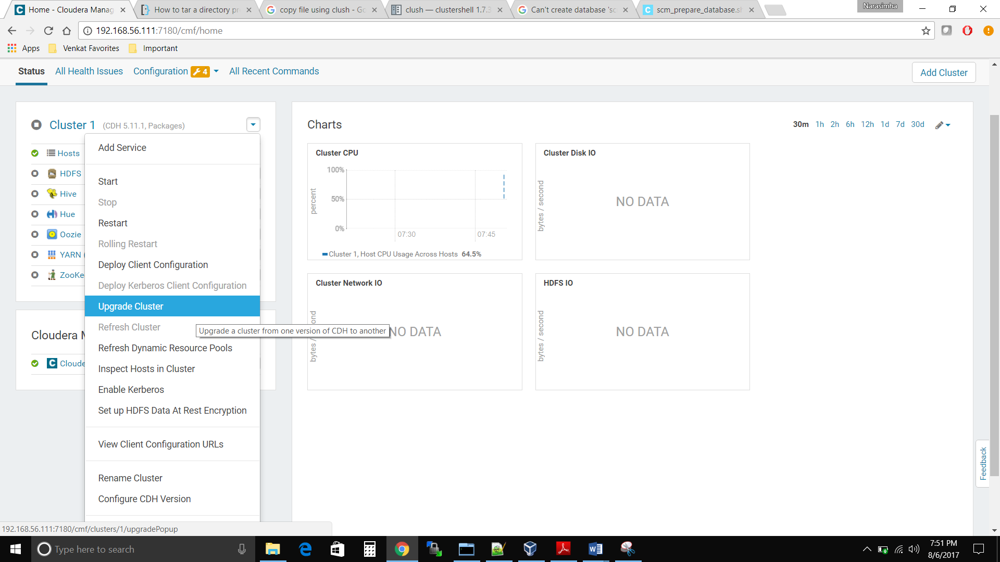 Home - Cloudera Manag
How to tar a directory pr
copy file using clush - Go
clush — clustershell 1.7.3
Can't create database 'sc
scm_prepare_database.sh
Narasimha
192.168.56.111:7180/cmf/home
Apps
Venkat Favorites
Important
Status
All Health Issues
Configuration
4
All Recent Commands
Add Cluster
Cluster 1 (CDH 5.11.1, Packages)
Hosts
HDFS
Hive
Hue
Oozie
YARN (
ZooKe
Cloudera M
Cloude
Add Service
Start
Stop
Restart
Rolling Restart
Deploy Client Configuration
Deploy Kerberos Client Configuration
Upgrade Cluster
Refresh Cluster
Upgrade a cluster from one version of CDH to another
Refresh Dynamic Resource Pools
Inspect Hosts in Cluster
Enable Kerberos
Set up HDFS Data At Rest Encryption
View Client Configuration URLs
Rename Cluster
Configure CDH Version
Charts
30m 1h 2h 6h 12h 1d 7d 30d
Cluster CPU
percent
100%
50%
0%
07:30
07:45
Cluster 1, Host CPU Usage Across Hosts 64.5%
Cluster Disk IO
bytes / second
NO DATA
Cluster Network IO
bytes / ond
NO DATA
HDFS IO
bytes / second
NO DATA
Feedback
192.168.56.111:7180/cmf/clusters/1/upgradePopup
Type here to search
7:51 PM
8/6/2017